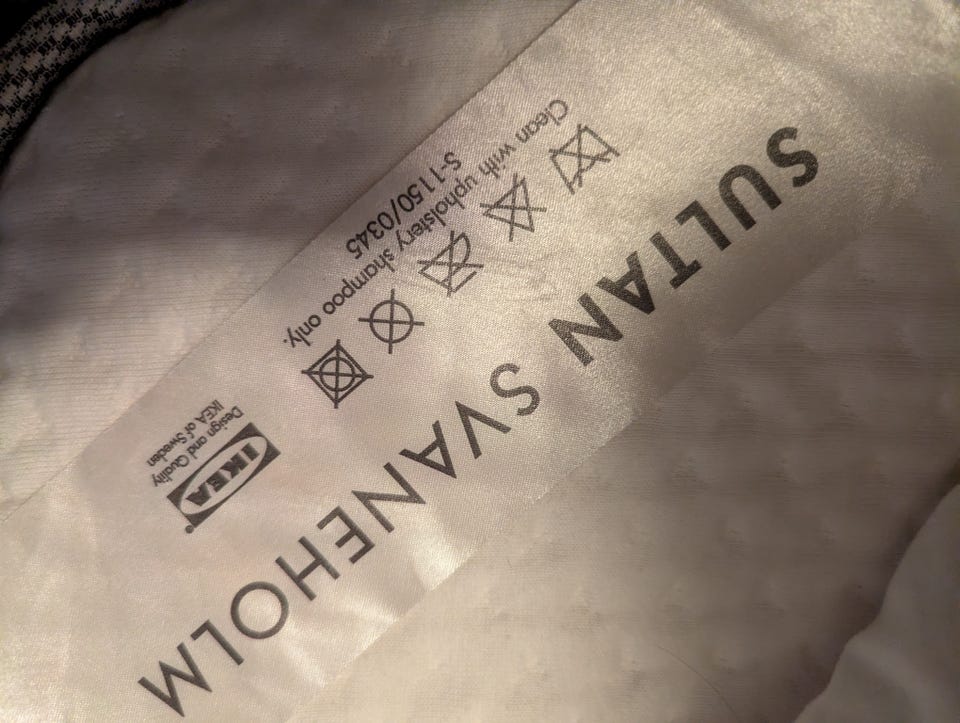 SULTAN SVANEHOLM
Clean with upholstery shampoo only.
S-1150/0345
IKEA®
Design and Quality
IKEA of Sweden